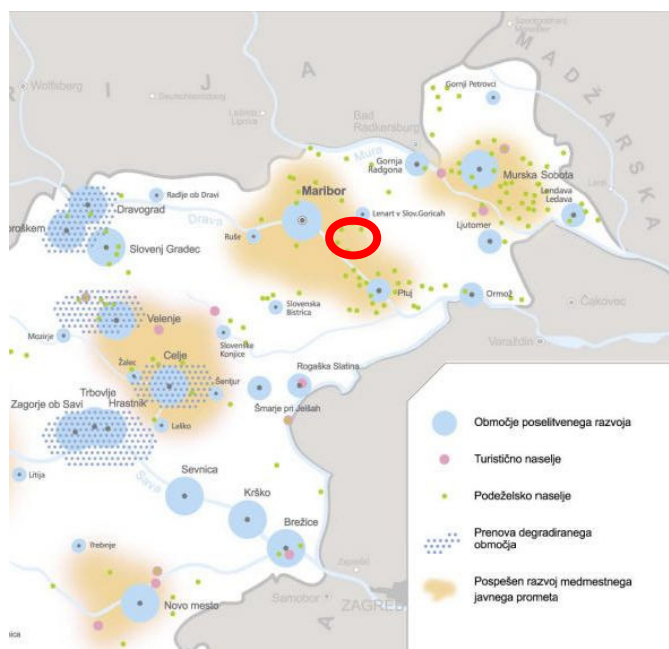 Wolfsberg
I J A
MADŽARSKA
Gornji Petrovci
Bad
Radkersburg
Mura
Gornja
Radgona
Murska Sobota
Lendava
Ledava
Maribor
Radlje ob Dravi
Drava
Dravograd
Lenart v Slov.Goricah
Ljutomer
Ruše
Slovenj Gradec
Ptuj
Ormož
Čakovec
Slovenska
Bistrica
Varaždin
Velenje
Mozirje
Slovenske
Konjice
Žalec
Celje
Rogaška Slatina
Šentjur
Trbovlje
Zagorje ob Savi
Hrastnik
Šmarje pri Jelšah
Laško
Litija
Sava
Sevnica
Krško
Brežice
Trebnje
Novo mesto
Samobor
ZAGREB
A
Območje poselitvenega razvoja
Turistično naselje
Podeželsko naselje
Prenova degradiranega
območja
Pospešen razvoj medmestnega
javnega prometa